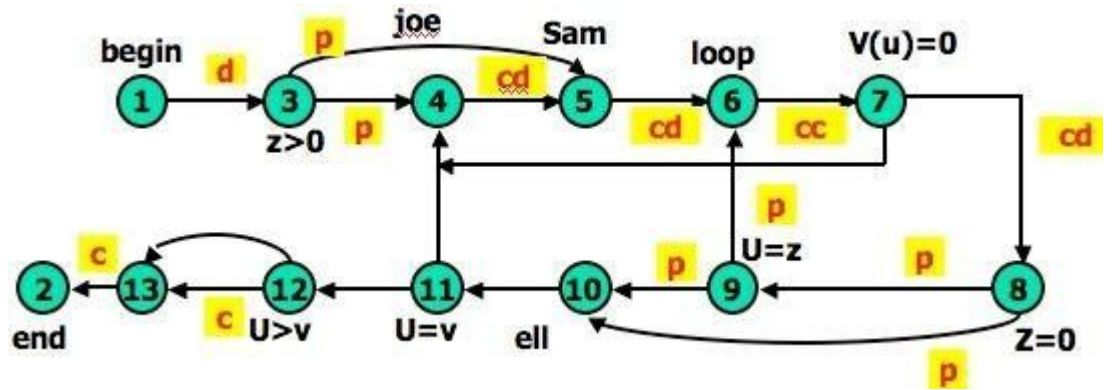 begin d p joe Sam loop V(u)=0
1 3 4 5 6 7
z>0 p cd cd cc cd
p
U=z
c p p
2 13 12 11 10 9 8
end c U>v U=v ell Z=0
p